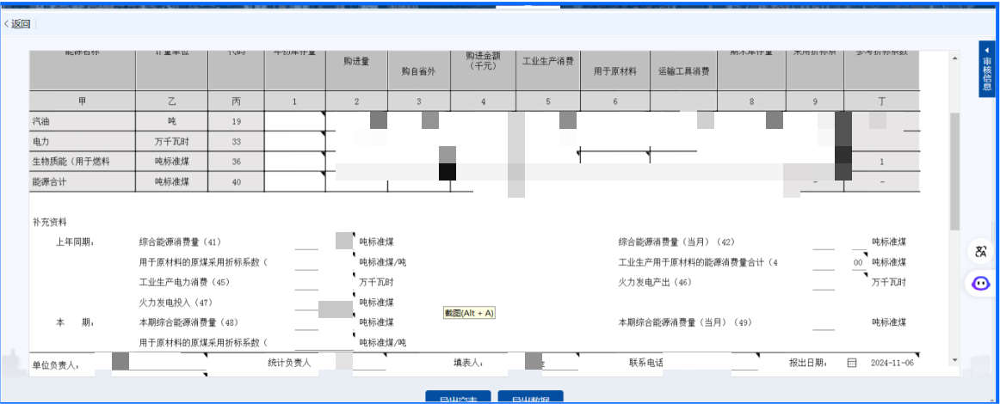 返回
能源名称 计量单位 代码 年初库存量 购进量 购自省外 购进金额(千元) 工业生产消费 用于原材料 运输工具消费 期末库存量 采用折标系 参考折标系数
审核信息
甲 乙 丙 1 2 3 4 5 6 8 9 丁
汽油 吨 19
电力 万千瓦时 33
生物质能(用于燃料 吨标准煤 36 1
能源合计 吨标准煤 40 - -
补充资料
上年同期: 综合能源消费量(41) 吨标准煤 综合能源消费量(当月)(42) 吨标准煤
用于原材料的原煤采用折标系数( 吨标准煤/吨 工业生产用于原材料的能源消费量合计(4 00 吨标准煤
工业生产电力消费(45) 万千瓦时 火力发电产出(46) 万千瓦时
火力发电投入(47) 吨标准煤
截图(Alt + A)
本 期: 本期综合能源消费量(48) 吨标准煤 本期综合能源消费量(当月)(49) 吨标准煤
用于原材料的原煤采用折标系数( 吨标准煤/吨
单位负责人: 统计负责人 填表人: 联系电话 报出日期: 2024-11-06
导出空表 导出数据